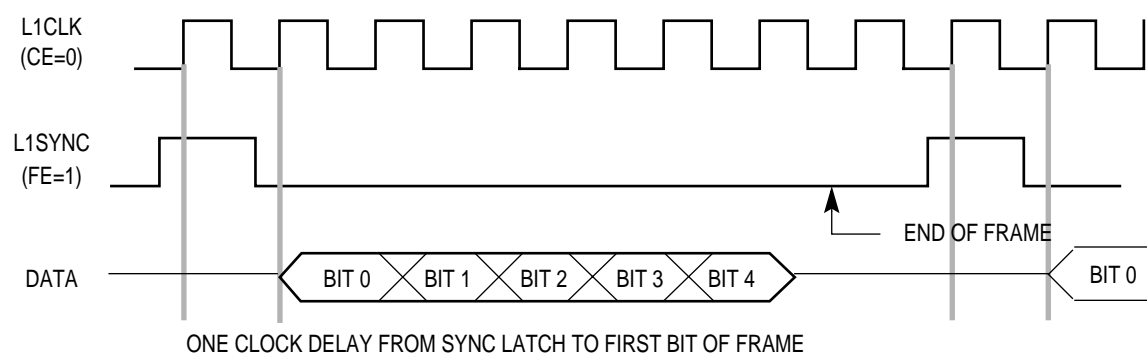 L1CLK
(CE=0)
L1SYNC
(FE=1)
END OF FRAME
DATA
BIT 0 BIT 1 BIT 2 BIT 3 BIT 4 BIT 0
ONE CLOCK DELAY FROM SYNC LATCH TO FIRST BIT OF FRAME